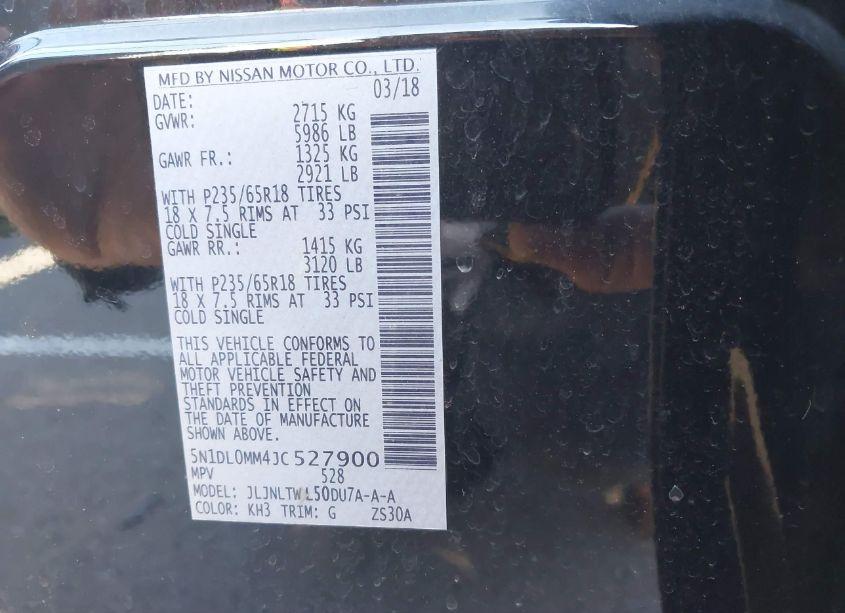 MFD BY NISSAN MOTOR CO., LTD.
DATE: 03/18
GVWR: 2715 KG
5986 LB
GAWR FR.: 1325 KG
2921 LB
WITH P235/65R18 TIRES
18 X 7.5 RIMS AT 33 PSI
COLD SINGLE
GAWR RR.: 1415 KG
3120 LB
WITH P235/65R18 TIRES
18 X 7.5 RIMS AT 33 PSI
COLD SINGLE
THIS VEHICLE CONFORMS TO
ALL APPLICABLE FEDERAL
MOTOR VEHICLE SAFETY AND
THEFT PREVENTION
STANDARDS IN EFFECT ON
THE DATE OF MANUFACTURE
SHOWN ABOVE.
5N1DL0MM4JC527900
MPV 528
MODEL: JLJNLTWL50DU7A-A-A
COLOR: KH3 TRIM: G ZS30A